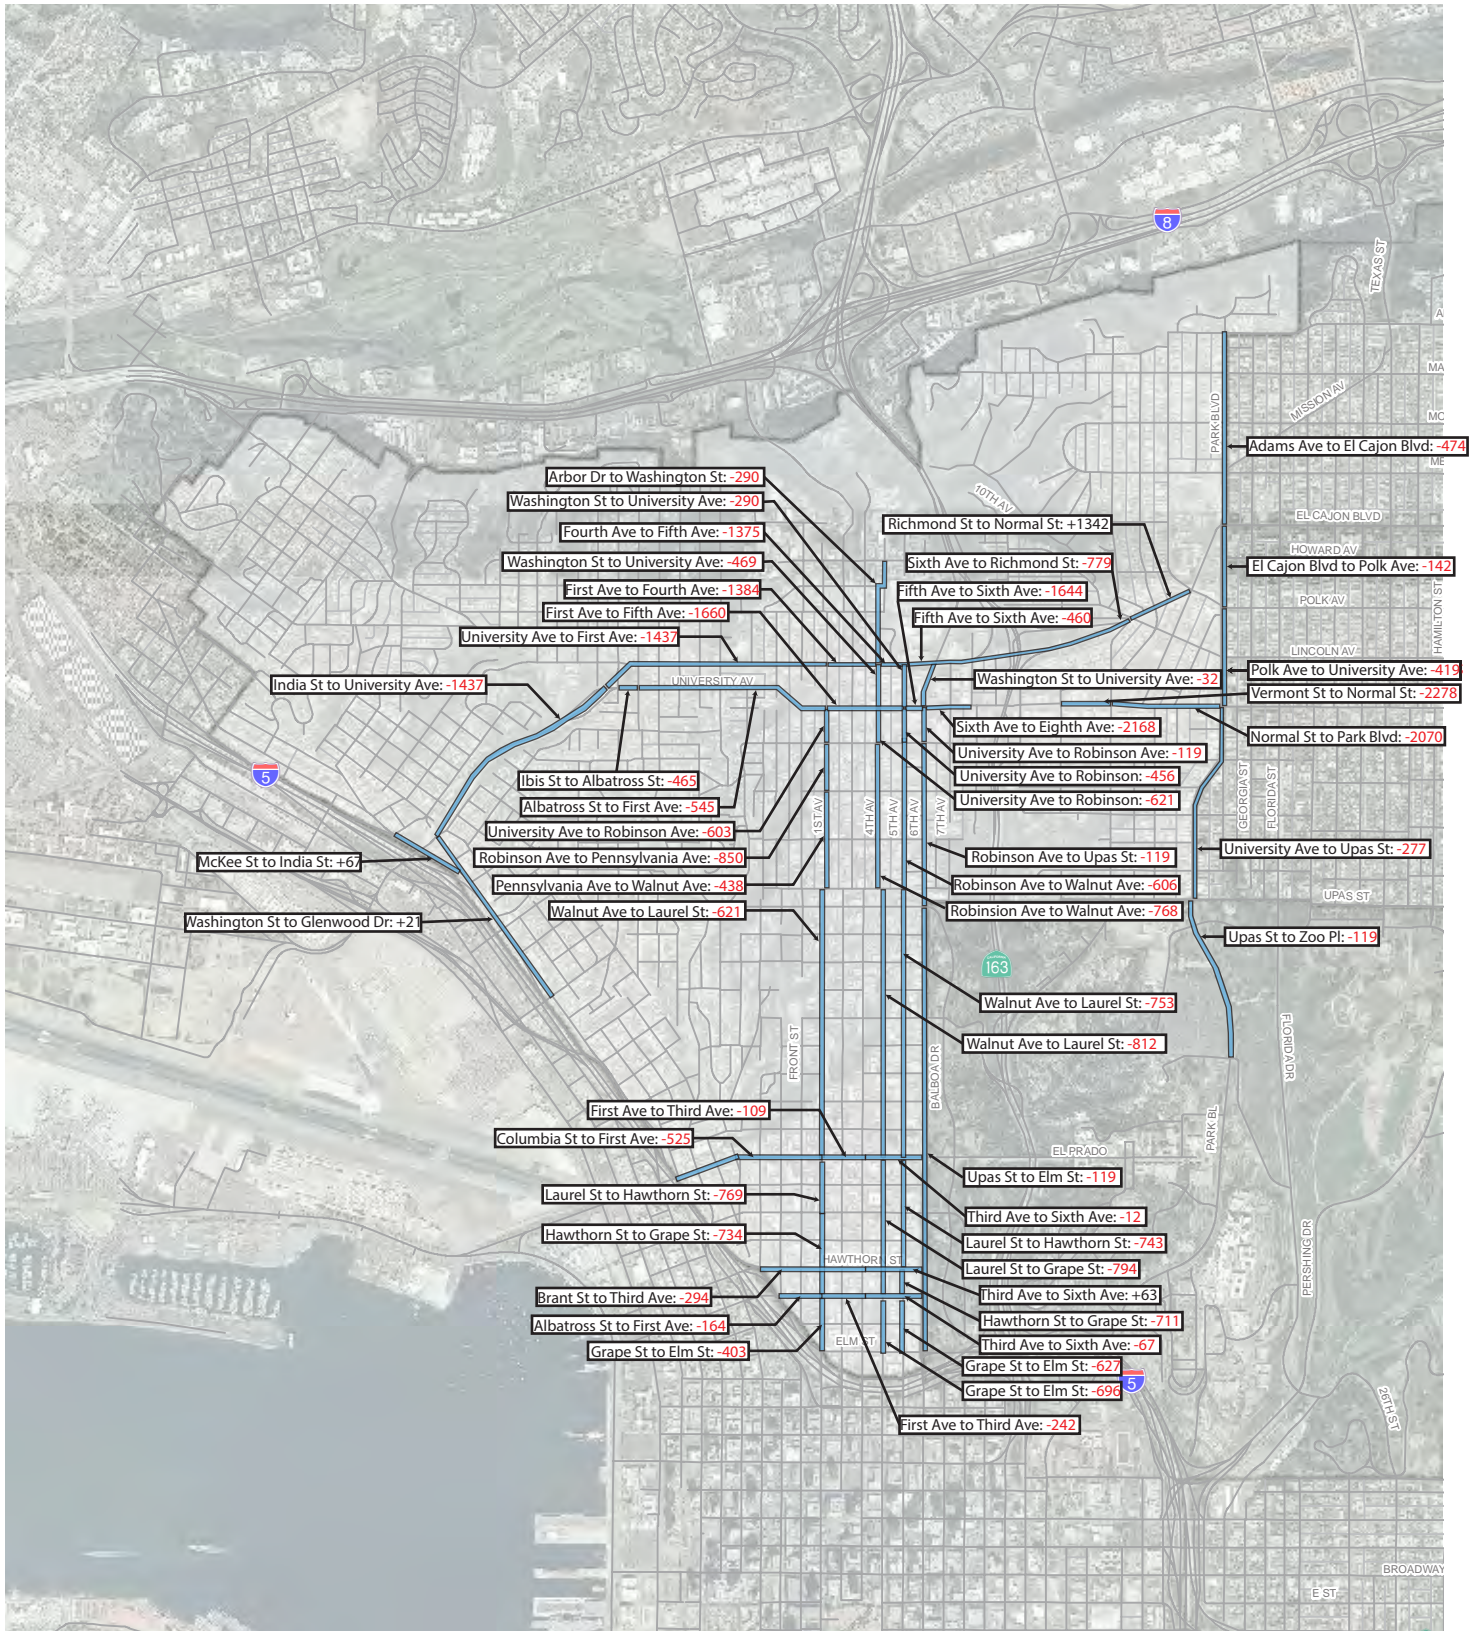 8
TEXAS ST
MISSION AV
PARK BLVD
Adams Ave to El Cajon Blvd: -474
Arbor Dr to Washington St: -290
Washington St to University Ave: -290
10TH AV
EL CAJON BLVD
Richmond St to Normal St: +1342
Fourth Ave to Fifth Ave: -1375
HOWARD AV
Washington St to University Ave: -469
Sixth Ave to Richmond St: -779
El Cajon Blvd to Polk Ave: -142
First Ave to Fourth Ave: -1384
Fifth Ave to Sixth Ave: -1644
POLK AV
HAMILTON ST
First Ave to Fifth Ave: -1660
Fifth Ave to Sixth Ave: -460
University Ave to First Ave: -1437
LINCOLN AV
Polk Ave to University Ave: -419
India St to University Ave: -1437
UNIVERSITY AV
Washington St to University Ave: -32
Vermont St to Normal St: -2278
Sixth Ave to Eighth Ave: -2168
Normal St to Park Blvd: -2070
University Ave to Robinson Ave: -119
5
Ibis St to Albatross St: -465
University Ave to Robinson: -456
Albatross St to First Ave: -545
University Ave to Robinson: -621
GEORGIA ST
FLORIDA ST
1ST AV
4TH AV
5TH AV
6TH AV
7TH AV
University Ave to Robinson Ave: -603
University Ave to Upas St: -277
McKee St to India St: +67
Robinson Ave to Pennsylvania Ave: -850
Robinson Ave to Upas St: -119
Pennsylvania Ave to Walnut Ave: -438
Robinson Ave to Walnut Ave: -606
UPAS ST
Walnut Ave to Laurel St: -621
Robinsion Ave to Walnut Ave: -768
Washington St to Glenwood Dr: +21
Upas St to Zoo Pl: -119
163
Walnut Ave to Laurel St: -753
FRONT ST
Walnut Ave to Laurel St: -812
FLORIDA DR
BALBOA DR
First Ave to Third Ave: -109
PARK BL
Columbia St to First Ave: -525
EL PRADO
Upas St to Elm St: -119
Laurel St to Hawthorn St: -769
Third Ave to Sixth Ave: -12
Hawthorn St to Grape St: -734
Laurel St to Hawthorn St: -743
HAWTHORN ST
PERSHING DR
Laurel St to Grape St: -794
Brant St to Third Ave: -294
Third Ave to Sixth Ave: +63
Albatross St to First Ave: -164
Hawthorn St to Grape St: -711
ELM ST
Third Ave to Sixth Ave: -67
Grape St to Elm St: -403
Grape St to Elm St: -627
5
Grape St to Elm St: -696
26TH ST
First Ave to Third Ave: -242
BROADWAY
E ST